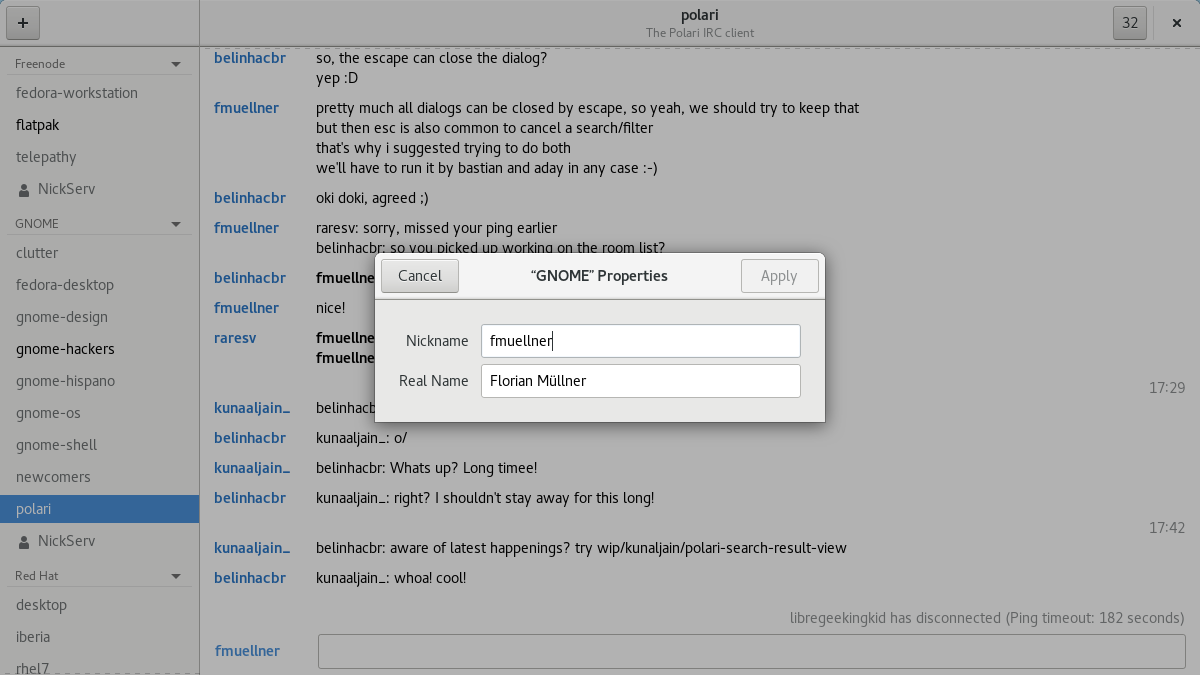 +
polari
The Polari IRC client
32
×
Freenode
fedora-workstation
flatpak
telepathy
NickServ
GNOME
clutter
fedora-desktop
gnome-design
gnome-hackers
gnome-hispano
gnome-os
gnome-shell
newcomers
polari
NickServ
Red Hat
desktop
iberia
rhel7
belinhacbr so, the escape can close the dialog?
yep :D
fmuellner pretty much all dialogs can be closed by escape, so yeah, we should try to keep that
but then esc is also common to cancel a search/filter
that's why i suggested trying to do both
we'll have to run it by bastian and aday in any case :-)
belinhacbr oki doki, agreed ;)
fmuellner raresv: sorry, missed your ping earlier
belinhacbr: so you picked up working on the room list?
belinhacbr
fmuellner nice!
raresv
17:29
kunaaljain_
belinhacbr kunaaljain_: o/
kunaaljain_ belinhacbr: Whats up? Long timee!
belinhacbr kunaaljain_: right? I shouldn't stay away for this long!
17:42
kunaaljain_ belinhacbr: aware of latest happenings? try wip/kunaljain/polari-search-result-view
belinhacbr kunaaljain_: whoa! cool!
libregeekingkid has disconnected (Ping timeout: 182 seconds)
fmuellner
Cancel
“GNOME” Properties
Apply
Nickname fmuellner
Real Name Florian Müllner